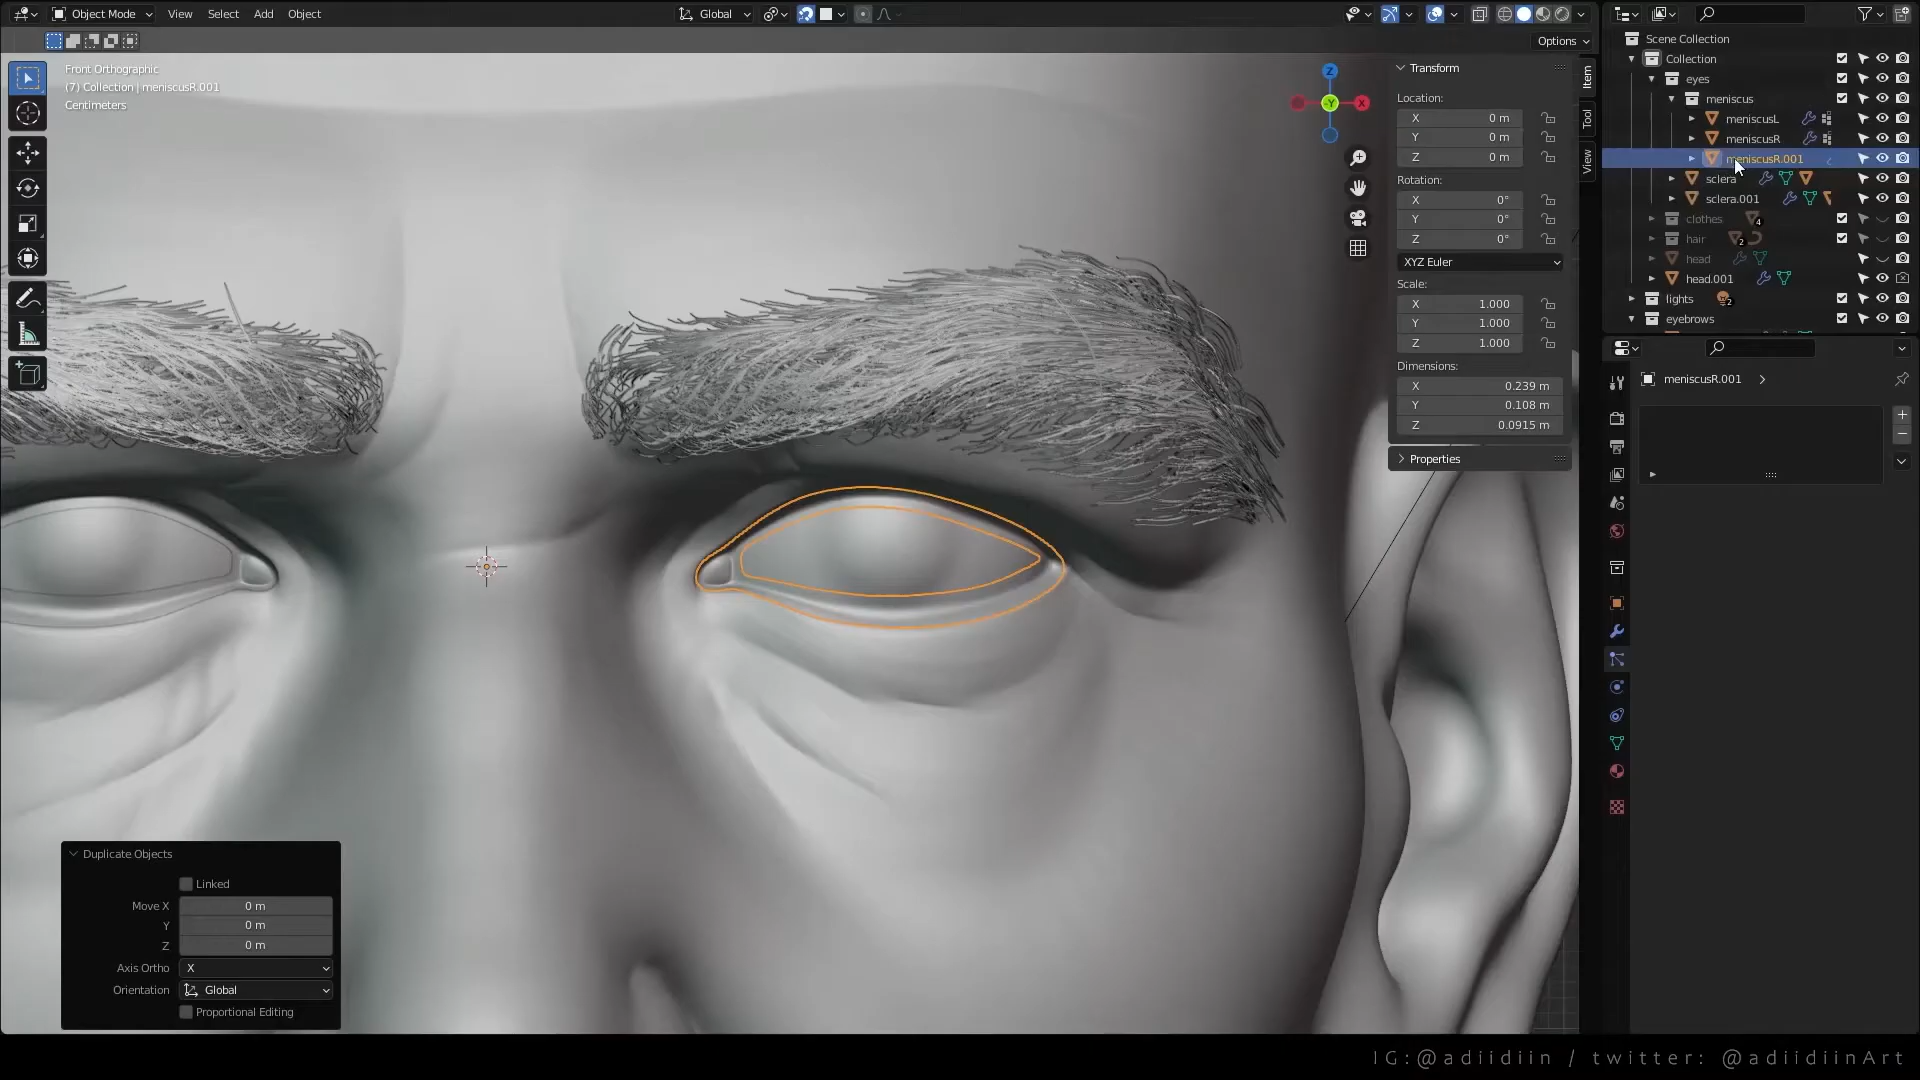 Object Mode View Select Add Object Global
Options
Front Orthographic
(7) Collection | meniscusR.001
Centimeters
Transform
Location:
X 0 m
Y 0 m
Z 0 m
Rotation:
X 0°
Y 0°
Z 0°
XYZ Euler
Scale:
X 1.000
Y 1.000
Z 1.000
Dimensions:
X 0.239 m
Y 0.108 m
Z 0.0915 m
Properties
Item
Tool
View
Z
Y
X
Scene Collection
Collection
eyes
meniscus
meniscusL
meniscusR
meniscusR.001
sclera
sclera.001
clothes 4
hair 2
head
head.001
lights 2
eyebrows
meniscusR.001
Duplicate Objects
Linked
Move X 0 m
Y 0 m
Z 0 m
Axis Ortho X
Orientation Global
Proportional Editing
IG:@adiidiin / twitter: @adiidiinArt